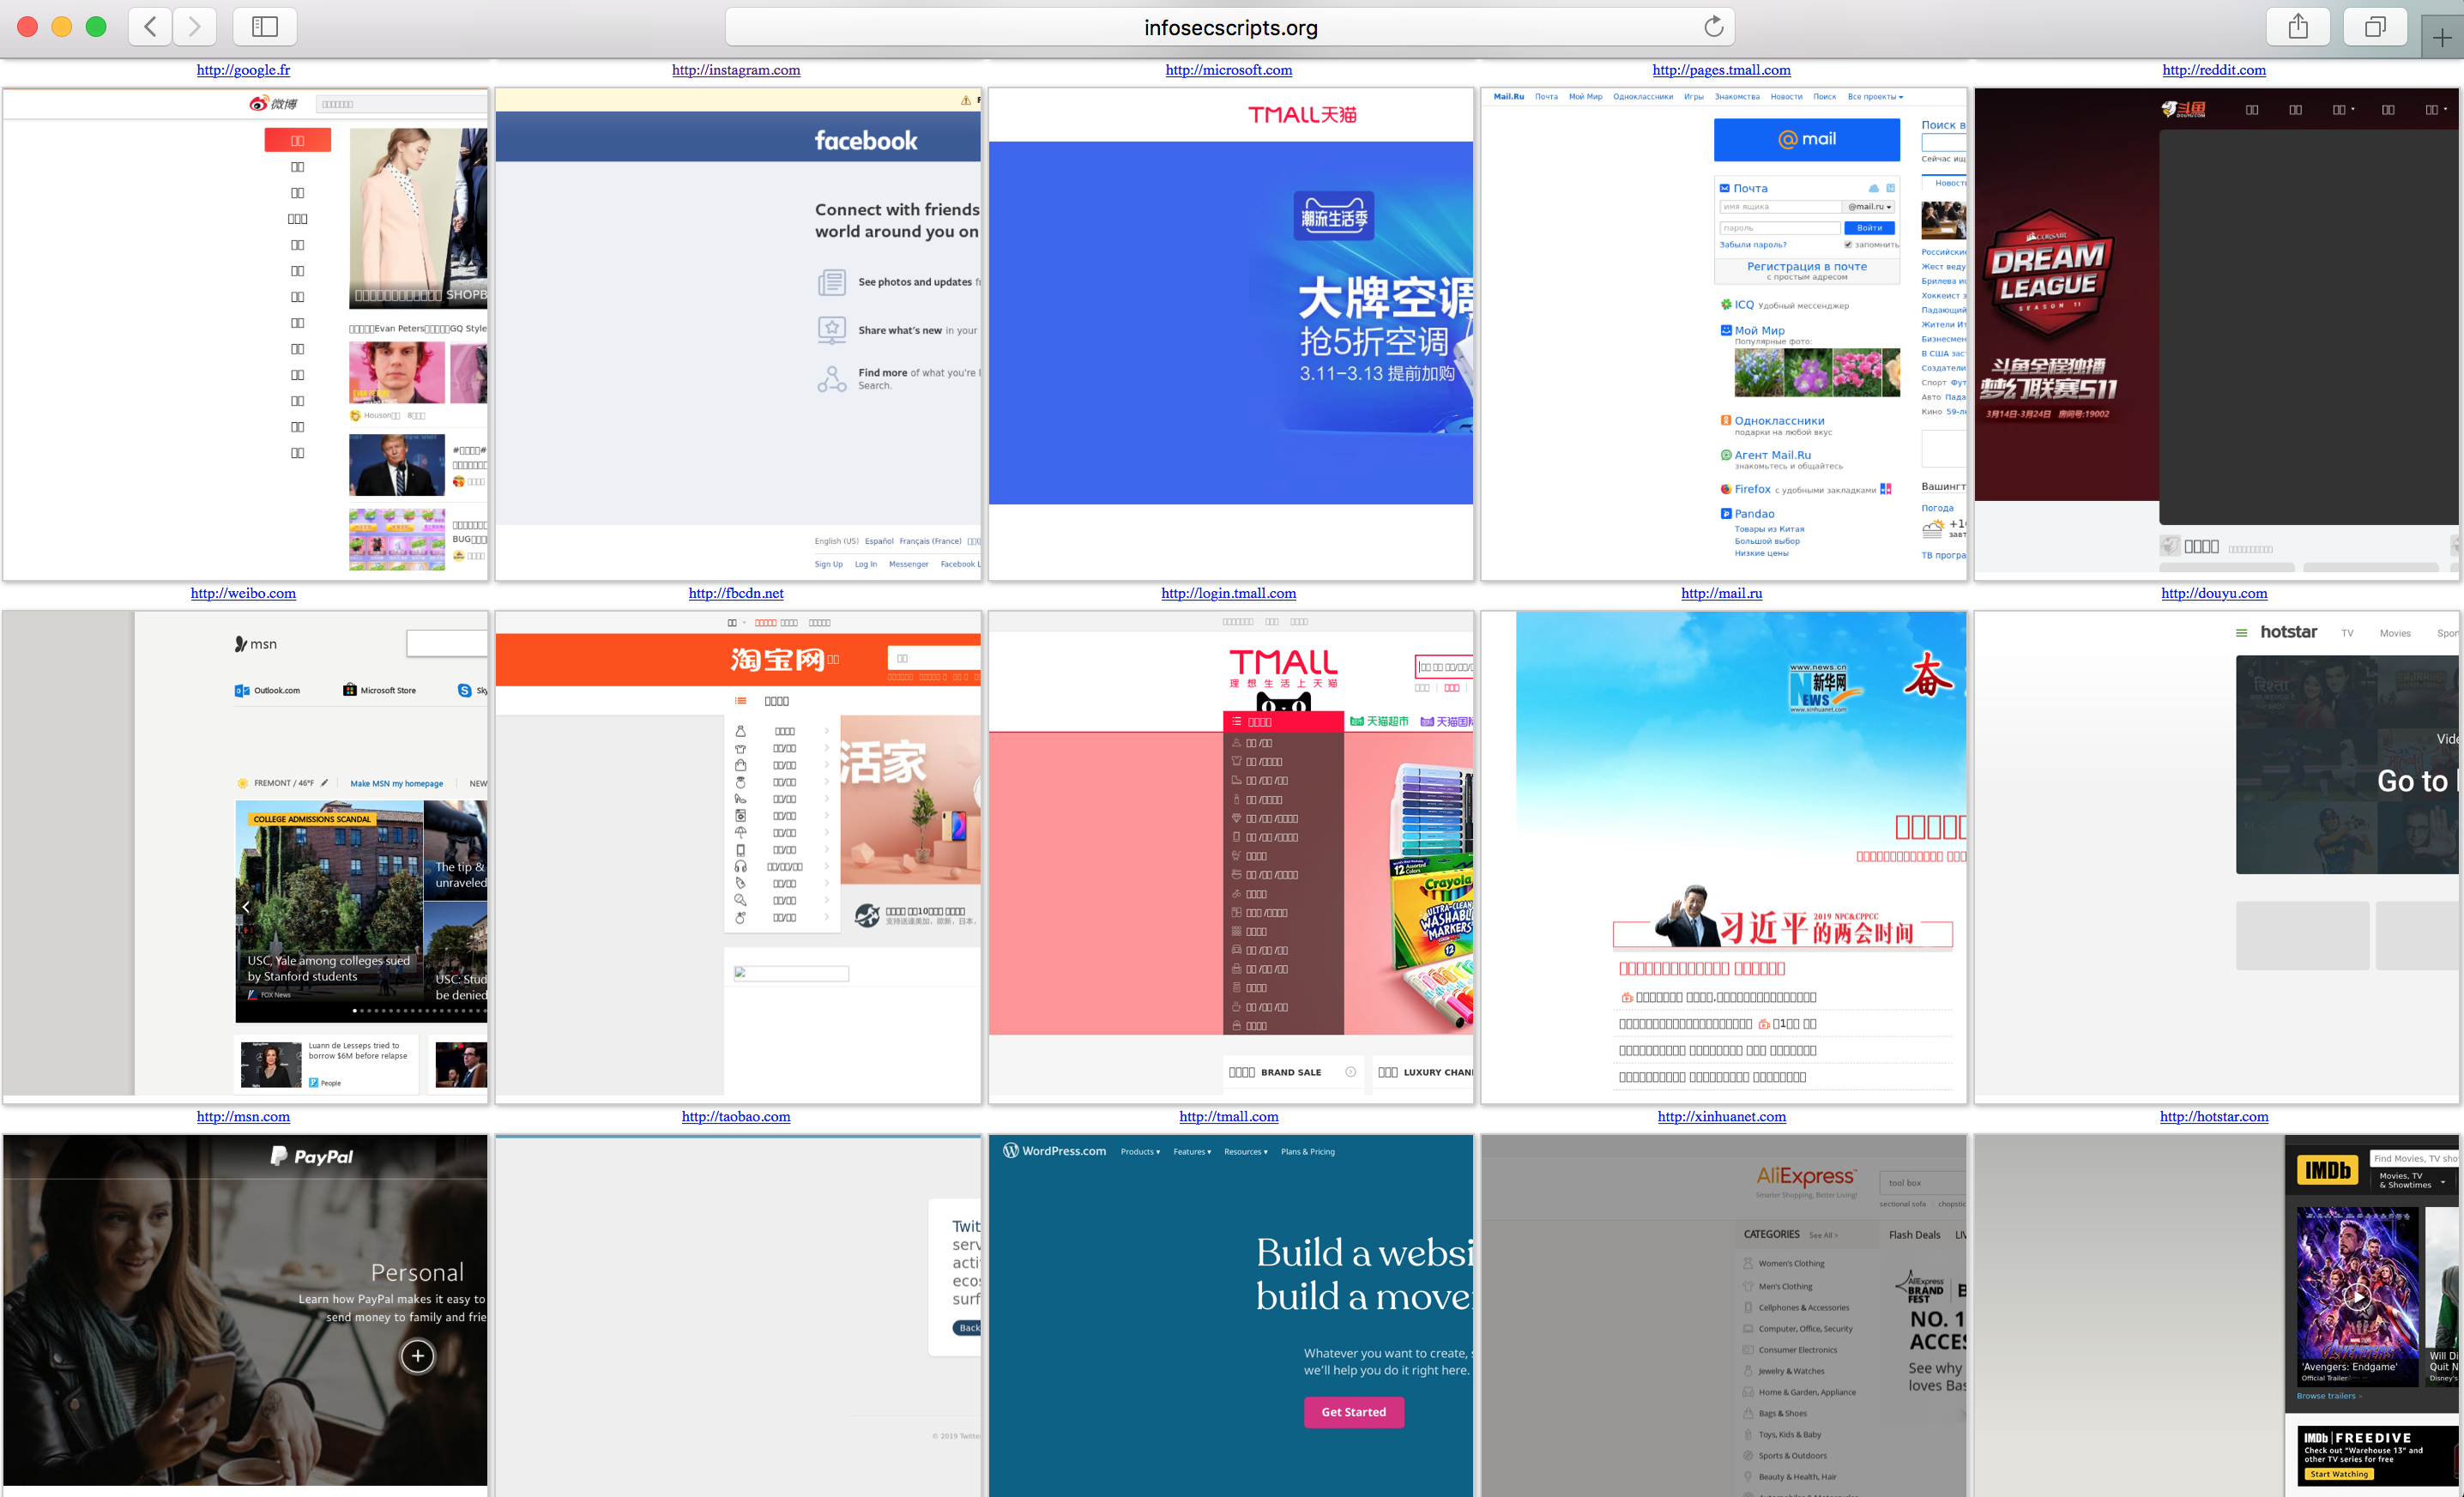 infosecscripts.org
http://google.fr
http://instagram.com
http://microsoft.com
http://pages.tmall.com
http://reddit.com
微博
SHOPB
Evan Peters
GQ Style
Houson
BUG
facebook
Connect with friends
world around you on
See photos and updates
Share what's new in your
Find more of what you're
Search.
English (US) Español Français (France)
Sign Up Log In Messenger Facebook L
TMALL天猫
潮流生活季
大牌空调
抢5折空调
3.11-3.13 提前加购
Mail.Ru Почта Мой Мир Одноклассники Игры Знакомства Новости Поиск Все проекты
@mail
Почта
имя ящика @mail.ru
пароль Войти
Забыли пароль? запомнить
Регистрация в почте
с простым адресом
ICQ Удобный мессенджер
Мой Мир
Популярные фото:
Одноклассники
подарки на любой вкус
Агент Mail.Ru
знакомьтесь и общайтесь
Firefox с удобными закладками
Pandao
Товары из Китая
Большой выбор
Низкие цены
Поиск в
Сейчас ищ
Новост
Российские
Жест веду
Брилева и
Хоккеист з
Падающий
Жители Ит
Бизнесмен
В США зас
Создатели
Спорт Фут
Авто Пада
Кино 59-л
Вашингт
Погода
завт
ТВ програ
斗鱼
DOUYU.COM
CORSAIR
DREAM
LEAGUE
SEASON 11
斗鱼全程独播
梦幻联赛S11
3月14日-3月24日 房间号:19002
http://weibo.com
http://fbcdn.net
http://login.tmall.com
http://mail.ru
http://douyu.com
msn
Outlook.com Microsoft Store Sky
FREMONT / 46°F Make MSN my homepage NEW
COLLEGE ADMISSIONS SCANDAL
USC, Yale among colleges sued
by Stanford students
FOX News
The tip &
unraveled
USC: Stud
be denied
Luann de Lesseps tried to
borrow $6M before relapse
People
淘宝网
活家
10
TMALL
理想生活上天猫
天猫超市 天猫国际
12
Crayola
ULTRA-CLEAN
WASHABLE
MARKERS
12
BRAND SALE
LUXURY CHAN
www.news.cn
新华网
NEWS
www.xinhuanet.com
奋
习近平的两会时间
2019 NPC&CPPCC
hotstar TV Movies Spor
Vide
Go to
http://msn.com
http://taobao.com
http://tmall.com
http://xinhuanet.com
http://hotstar.com
PayPal
Personal
Learn how PayPal makes it easy to
send money to family and frie
Twit
serv
acti
ecos
surf
Back
© 2019 Twitte
WordPress.com Products Features Resources Plans & Pricing
Build a websi
build a move
Whatever you want to create, s
we'll help you do it right here.
Get Started
AliExpress
Smarter Shopping, Better Living!
tool box
sectional sofa chopstic
CATEGORIES See All >
Flash Deals LIV
Women's Clothing
Men's Clothing
Cellphones & Accessories
Computer, Office, Security
Consumer Electronics
Jewelry & Watches
Home & Garden, Appliance
Bags & Shoes
Toys, Kids & Baby
Sports & Outdoors
Beauty & Health, Hair
AliExpress
BRAND
FEST
NO. 1
ACCES
See why
loves Bas
IMDb
Find Movies, TV sho
Movies, TV
& Showtimes
AVENGERS
'Avengers: Endgame'
Official Trailer
Will Di
Quit N
Disney's
Browse trailers »
IMDb FREEDIVE
Check out "Warehouse 13" and
other TV series for free
Start Watching